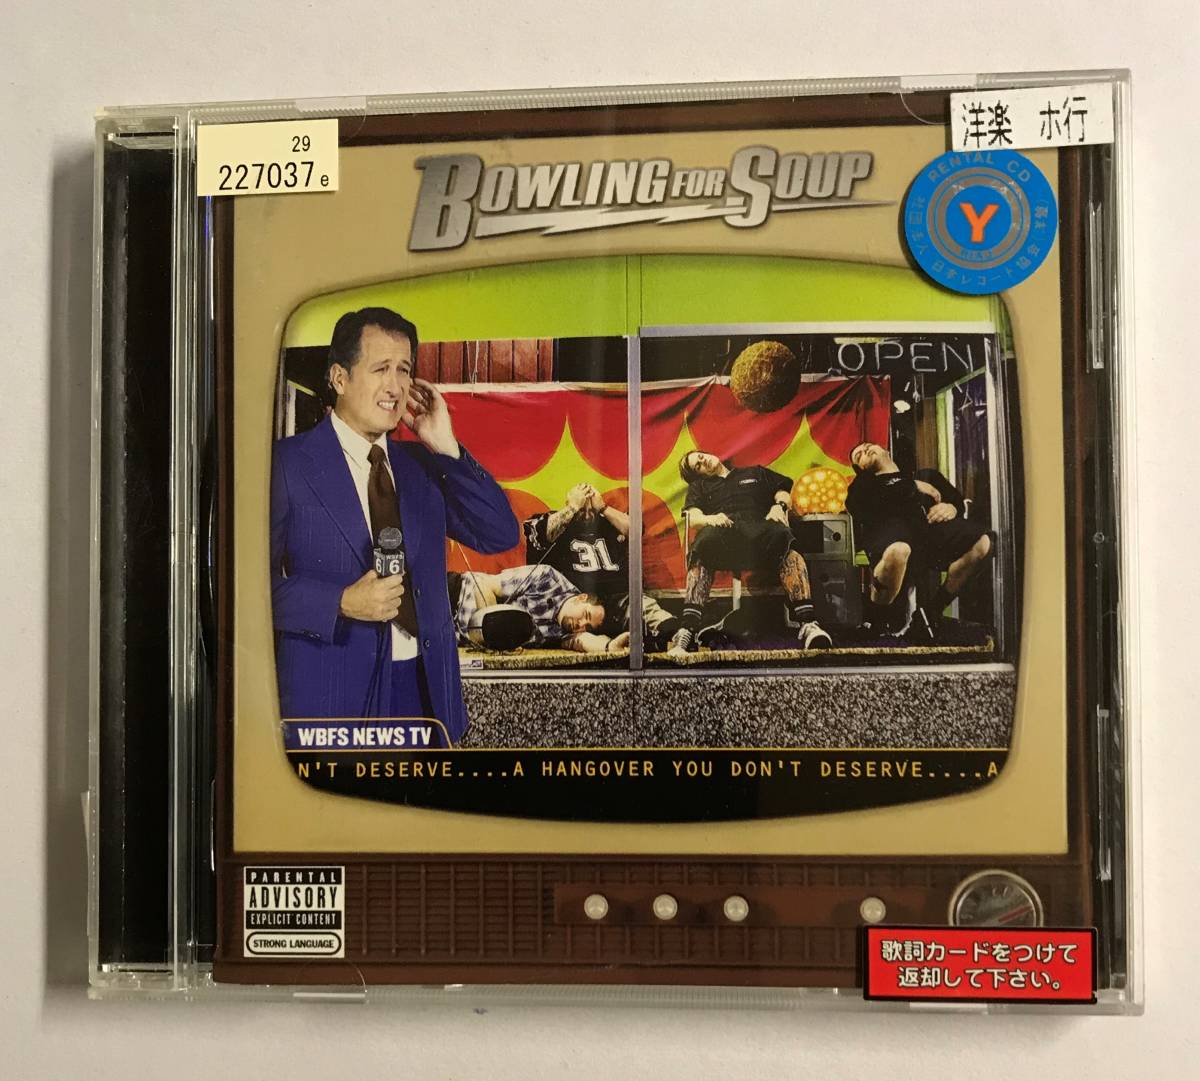 29
227037e
洋楽 ホ行
BOWLING FOR SOUP
RENTAL CD
Y
日本レコード協会
OPEN
31
6
WBFS
6
WBFS NEWS TV
N'T DESERVE....A HANGOVER YOU DON'T DESERVE....A
PARENTAL
ADVISORY
EXPLICIT CONTENT
STRONG LANGUAGE
歌詞カードをつけて
返却して下さい。